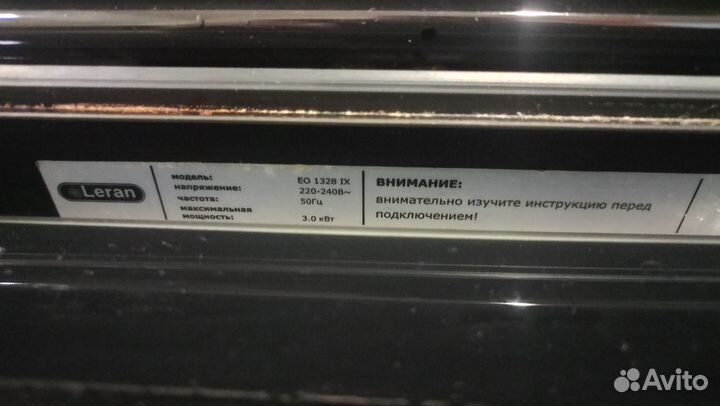 Leran
модель: EO 1328 IX
напряжение: 220-240В~
частота: 50Гц
максимальная
мощность: 3.0 кВт
ВНИМАНИЕ:
внимательно изучите инструкцию перед
подключением!
Avito